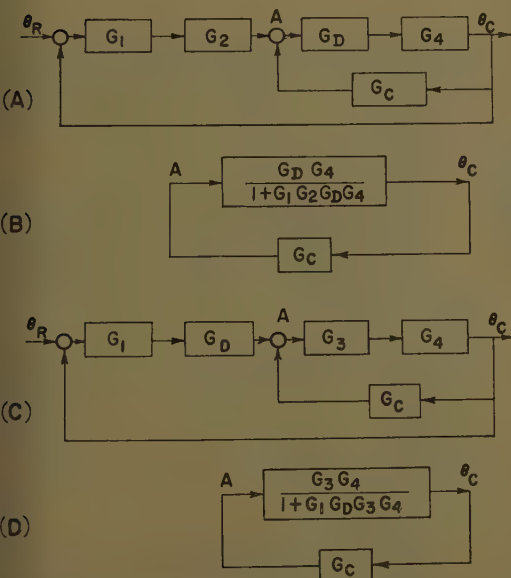 A
θR G1 G2 GD G4 θC
(A) GC
A GD G4 θC
1+G1 G2 GD G4
(B)
GC
A
θR G1 GD G3 G4 θC
(C) GC
A G3 G4 θC
1+G1 GD G3 G4
(D)
GC